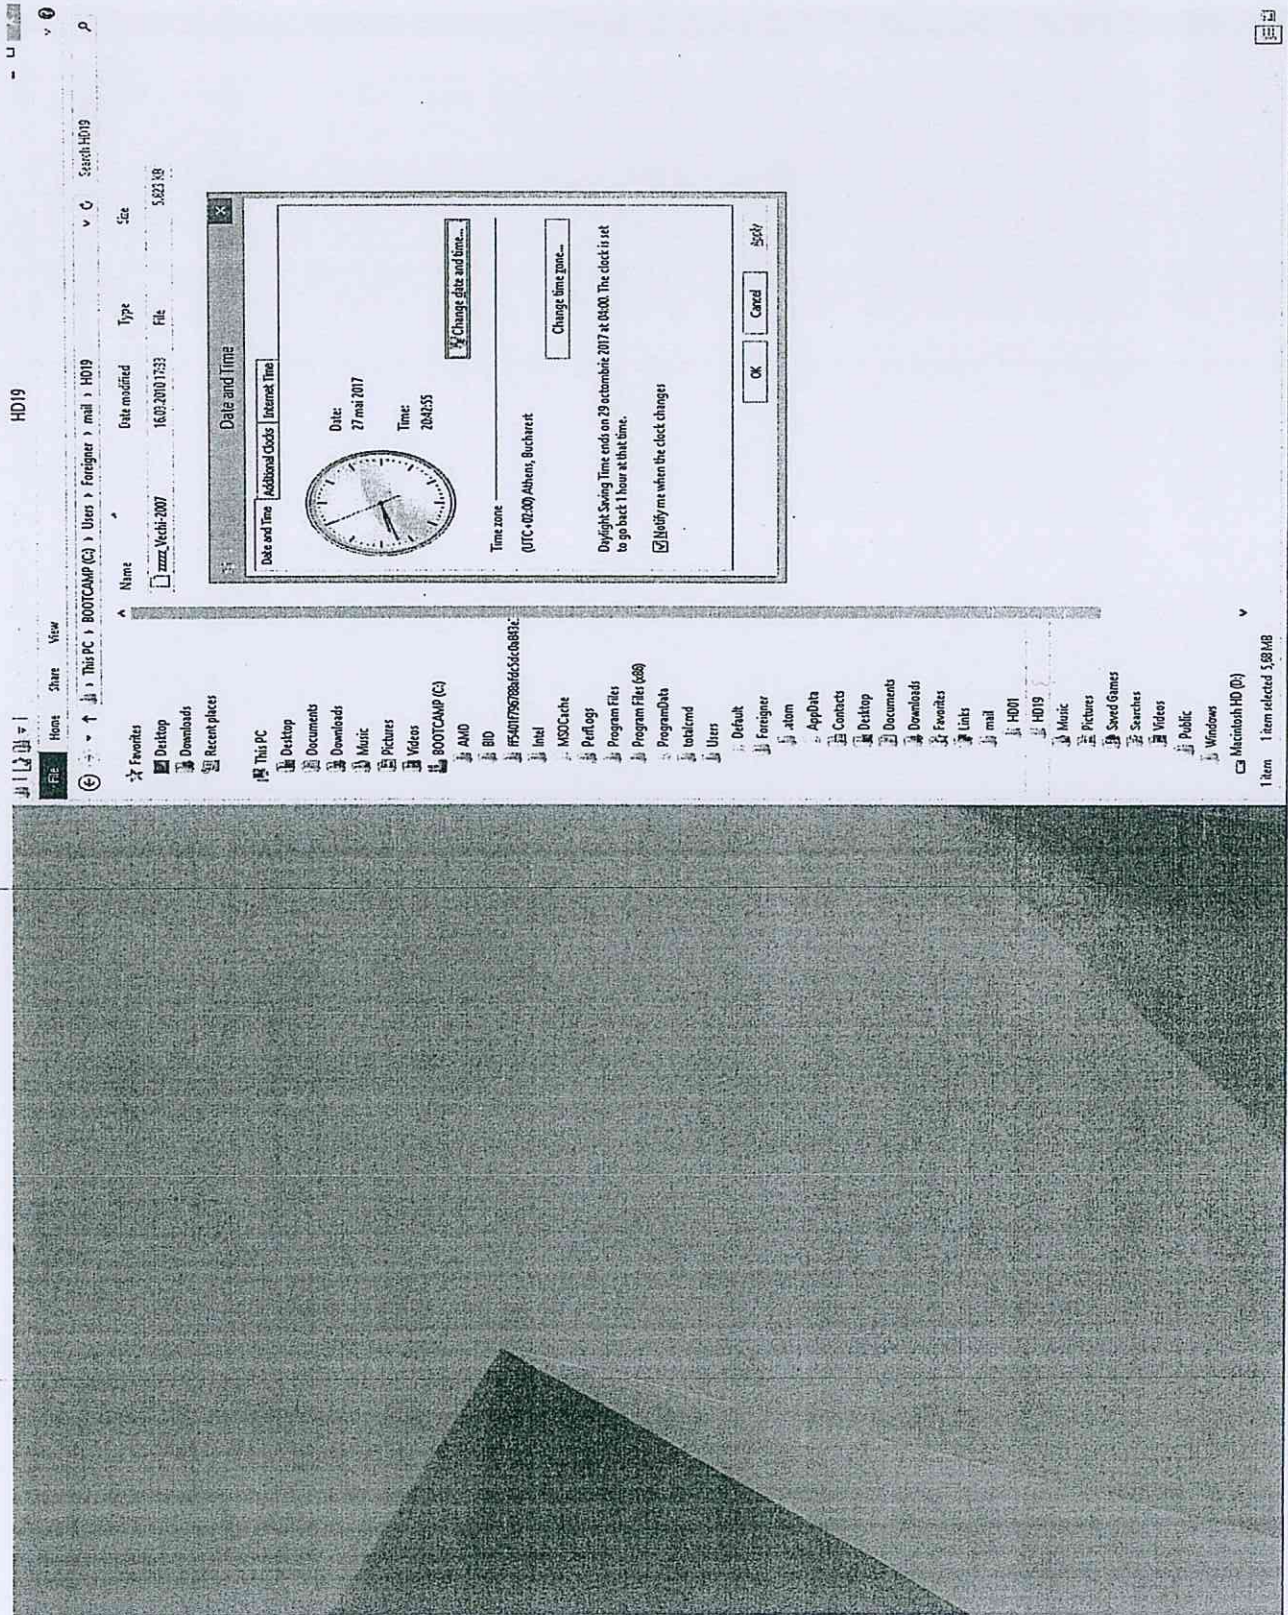 HD19
File Home Share View
This PC › BOOTCAMP (C:) › Users › Foreigner › mail › HD19
Search HD19
Name Date modified Type Size
zzzz_Vechi-2007 16.03.2010 17:33 File 5.823 KB
Favorites
Desktop
Downloads
Recent places
This PC
Desktop
Documents
Downloads
Music
Pictures
Videos
BOOTCAMP (C:)
AMD
BID
Intel
MSOCache
PerfLogs
Program Files
Program Files (x86)
ProgramData
totalcmd
Users
Default
Foreigner
.atom
AppData
Contacts
Desktop
Documents
Downloads
Favorites
Links
mail
HD01
HD19
Music
Pictures
Saved Games
Searches
Videos
Public
Windows
Macintosh HD (D:)
1 item 1 item selected 5,68 MB
Date and Time
Date and Time Additional Clocks Internet Time
Date:
27 mai 2017
Time:
20:42:55
Change date and time...
Time zone
(UTC+02:00) Athens, Bucharest
Change time zone...
Daylight Saving Time ends on 29 octombrie 2017 at 04:00. The clock is set
to go back 1 hour at that time.
Notify me when the clock changes
OK Cancel Apply